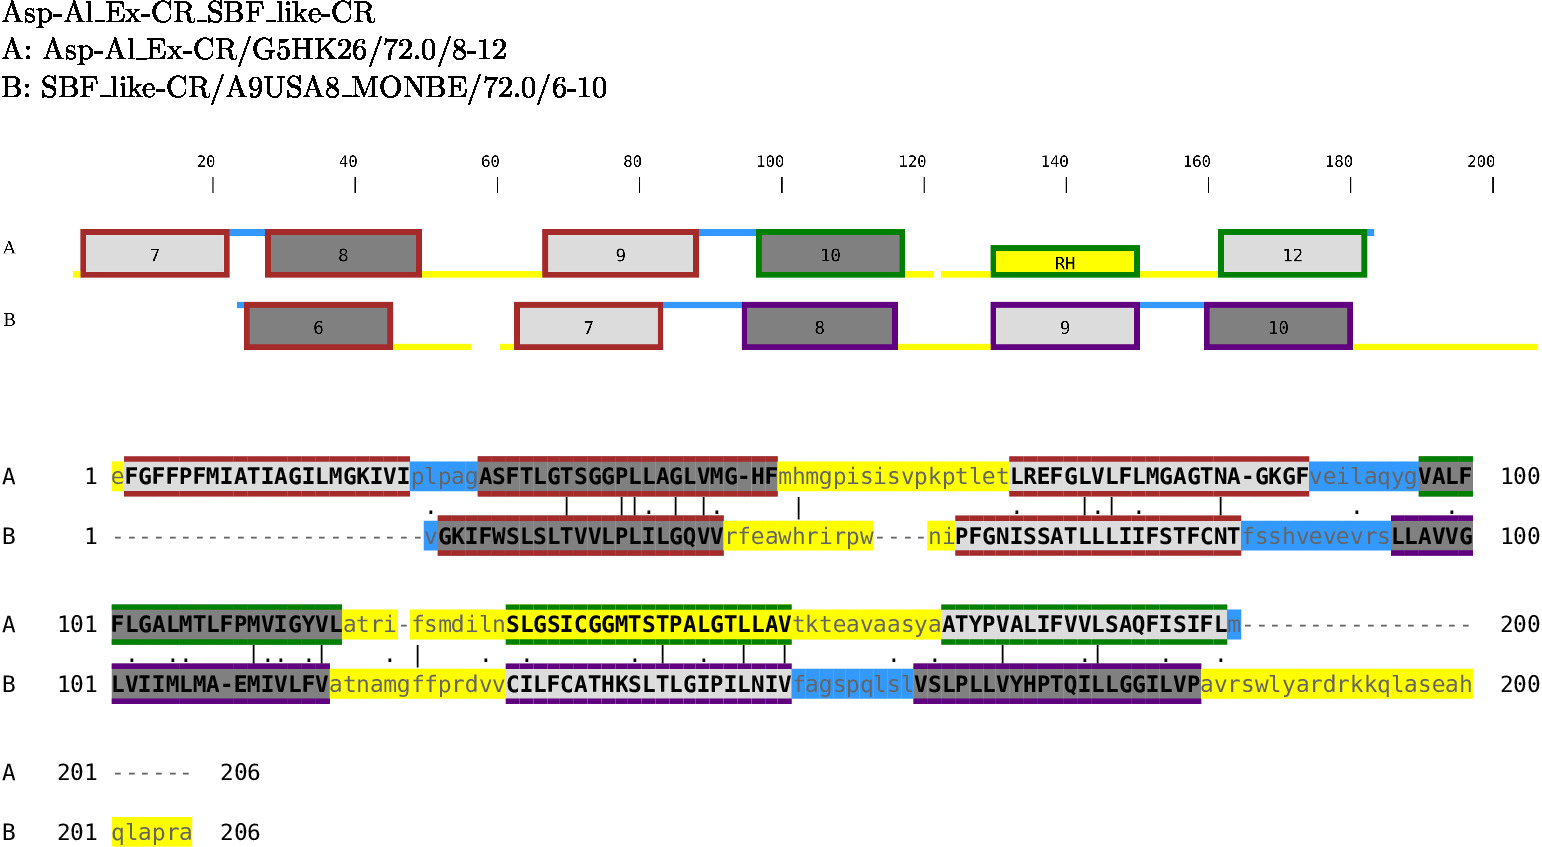 Asp-Al_Ex-CR_SBF_like-CR
A: Asp-Al_Ex-CR/G5HK26/72.0/8-12
B: SBF_like-CR/A9USA8_MONBE/72.0/6-10
20 40 60 80 100 120 140 160 180 200
A 7 8 9 10 RH 12
B 6 7 8 9 10
A 1 eFGFFPFMIATIAGILMGKIVIplpagASFTLGTSGGPLLAGLVMG-HFmhmgpisisvpkptletLREFGLVLFLMGAGTNA-GKGFveilaqygVALF 100
B 1 -----------------------vGKIFWSLSLTVVLPLILGQVVrfeawhrirpw----niPFGNISSATLLLIIFSTFCNTfsshvevevrsLLAVVG 100
A 101 FLGALMTLFPMVIGYVLatri-fsmdilnSLGSICGGMTSTPALGTLLAVtkteavaasyaATYPVALIFVVLSAQFISIFLm------------------ 200
B 101 LVIIMLMA-EMIVLFVatnamgffprdvvCILFCATHKSLTLGIPILNIVfagspqlslVSLPLLVYHPTQILLGGILVPavrswlyardrkkqlaseah 200
A 201 ------ 206
B 201 qlapra 206